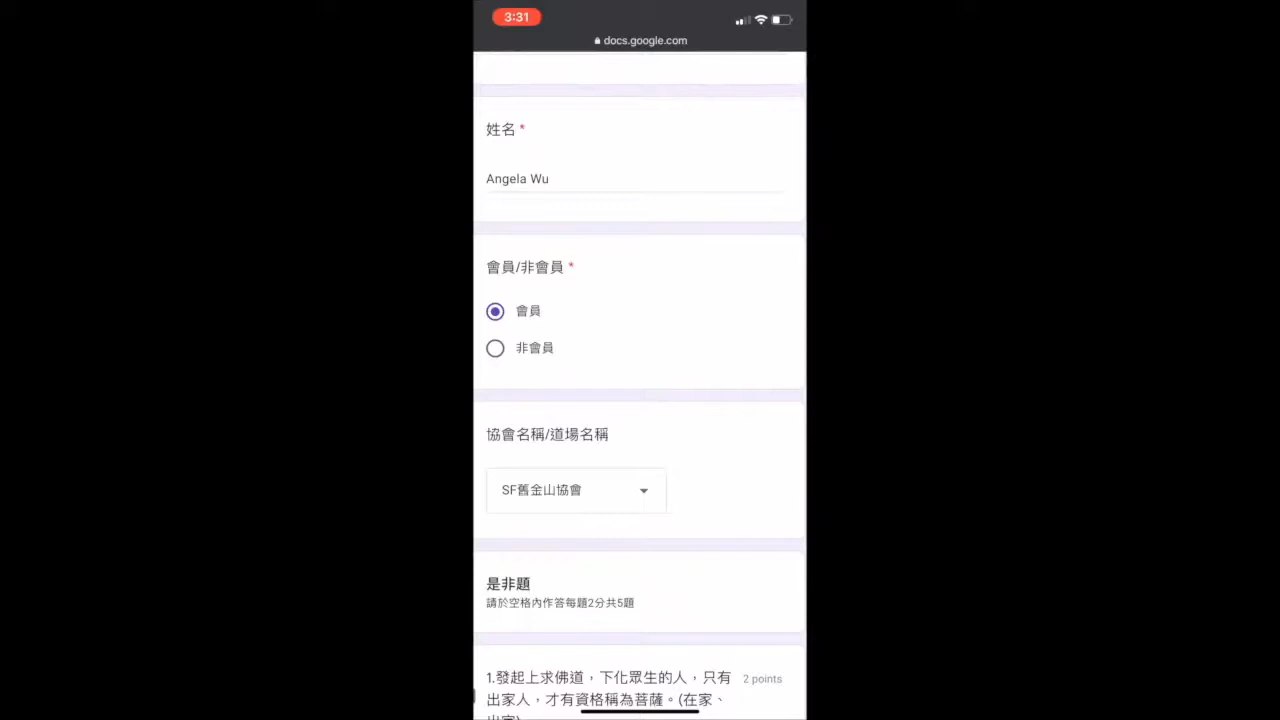 3:31
docs.google.com
姓名 *
Angela Wu
會員/非會員 *
會員
非會員
協會名稱/道場名稱
SF舊金山協會
是非題
請於空格內作答每題2分共5題
1.發起上求佛道，下化眾生的人，只有 2 points
出家人，才有資格稱為菩薩。(在家、
出家)